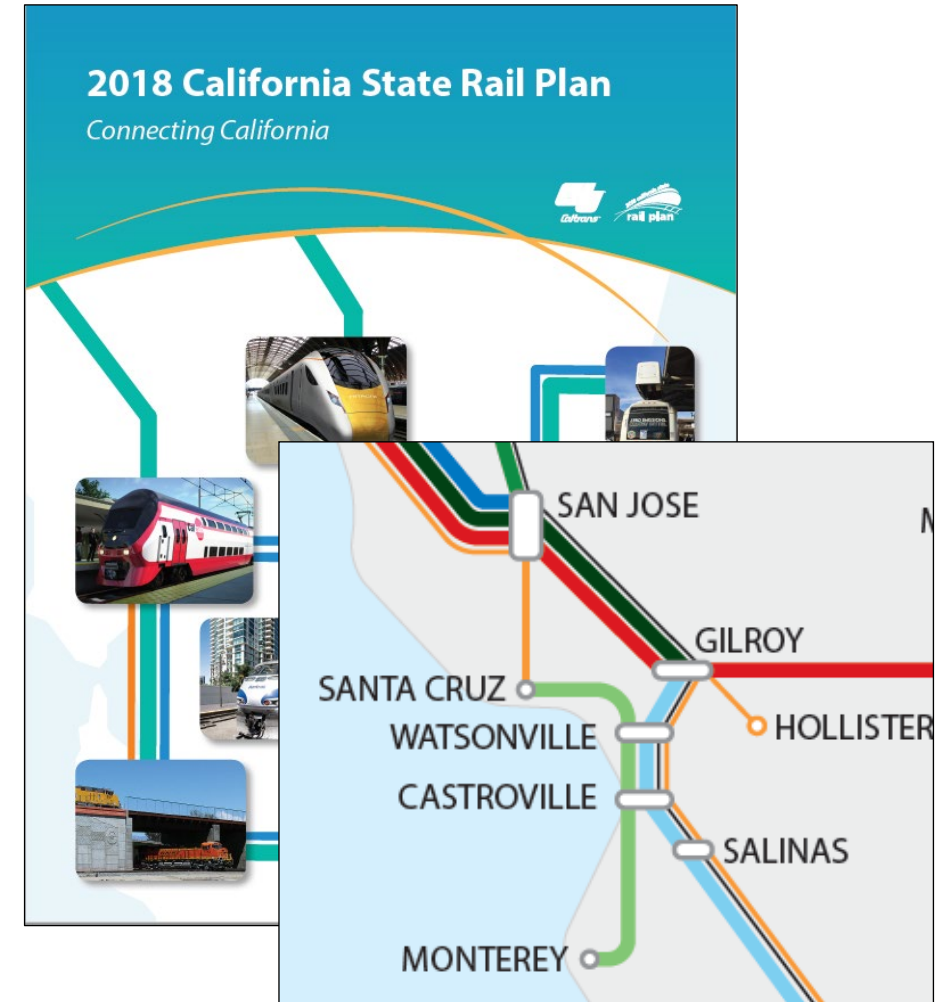 2018 California State Rail Plan
Connecting California
Caltrans
rail plan
SAN JOSE
GILROY
SANTA CRUZ
HOLLISTER
WATSONVILLE
CASTROVILLE
SALINAS
MONTEREY